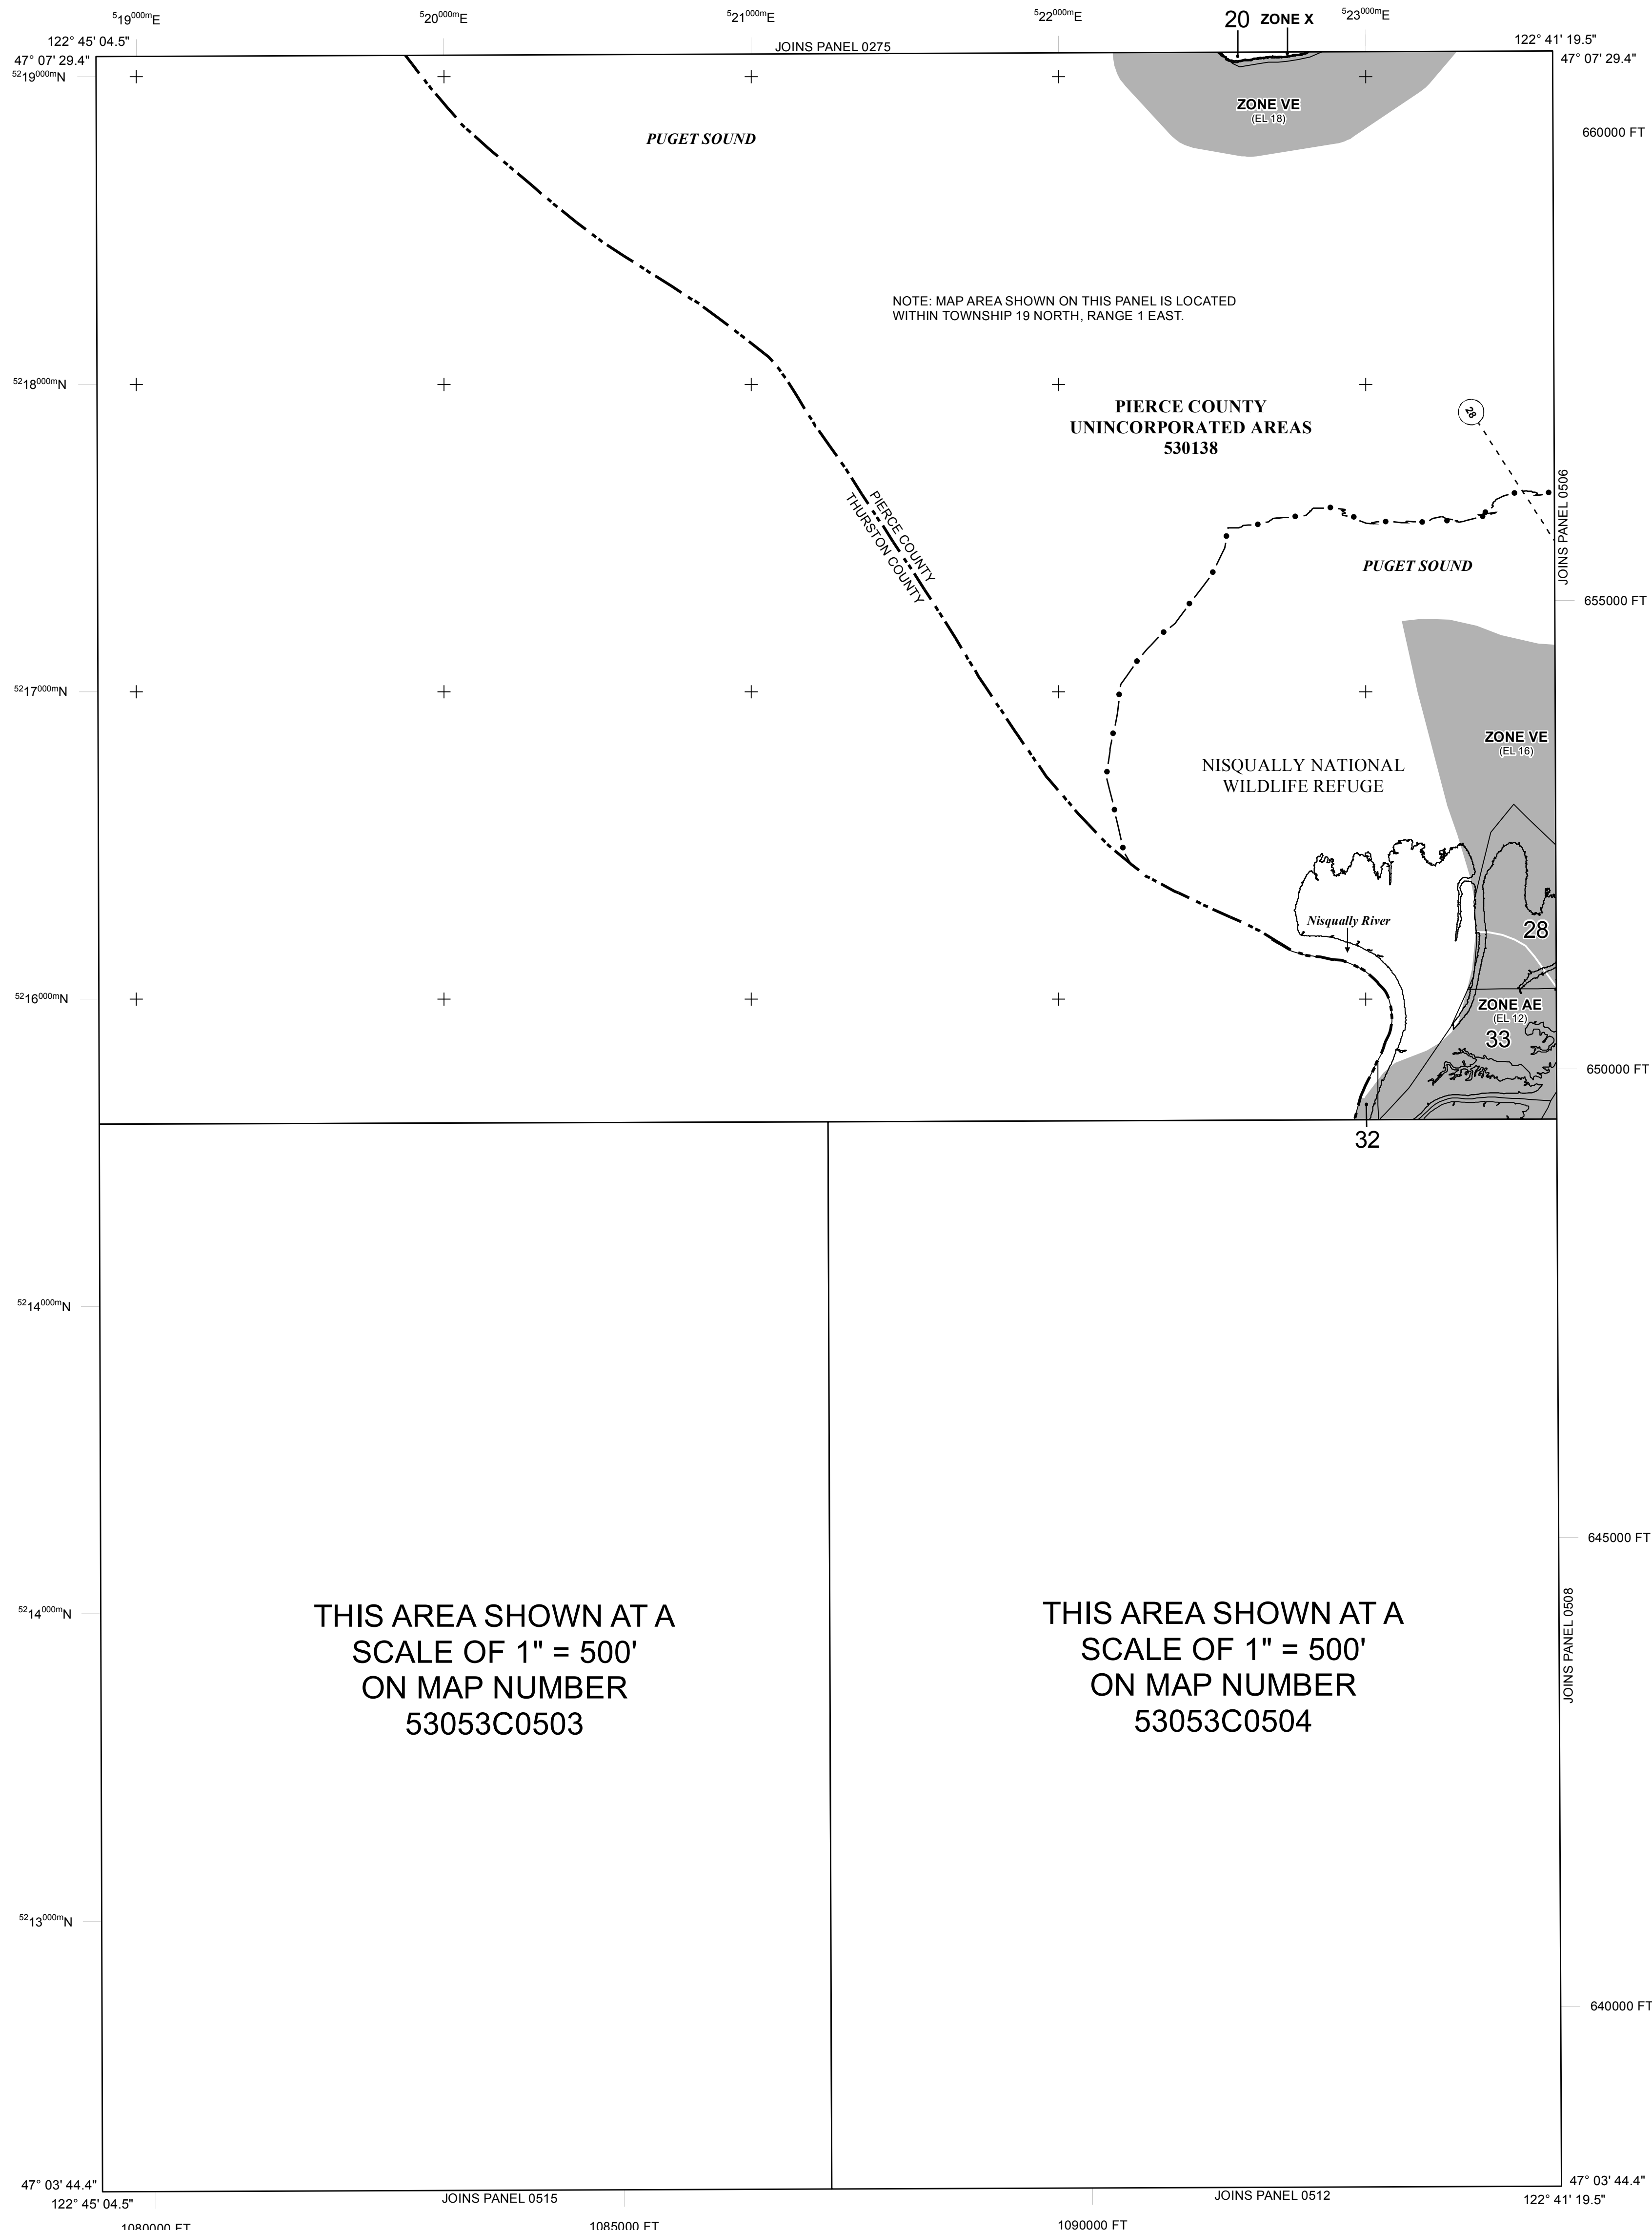 519000mE
520000mE
521000mE
522000mE
20 ZONE X
523000mE
122° 45' 04.5"
JOINS PANEL 0275
122° 41' 19.5"
47° 07' 29.4"
47° 07' 29.4"
5219000mN
ZONE VE
(EL 18)
660000 FT
PUGET SOUND
NOTE: MAP AREA SHOWN ON THIS PANEL IS LOCATED
WITHIN TOWNSHIP 19 NORTH, RANGE 1 EAST.
5218000mN
PIERCE COUNTY
UNINCORPORATED AREAS
530138
28
JOINS PANEL 0506
PIERCE COUNTY
THURSTON COUNTY
PUGET SOUND
655000 FT
5217000mN
ZONE VE
(EL 16)
NISQUALLY NATIONAL
WILDLIFE REFUGE
Nisqually River
28
5216000mN
ZONE AE
(EL 12)
33
650000 FT
32
5214000mN
645000 FT
JOINS PANEL 0508
5214000mN
THIS AREA SHOWN AT A
SCALE OF 1" = 500'
ON MAP NUMBER
53053C0503
THIS AREA SHOWN AT A
SCALE OF 1" = 500'
ON MAP NUMBER
53053C0504
5213000mN
640000 FT
47° 03' 44.4"
47° 03' 44.4"
122° 45' 04.5"
JOINS PANEL 0515
JOINS PANEL 0512
122° 41' 19.5"
1080000 FT
1085000 FT
1090000 FT